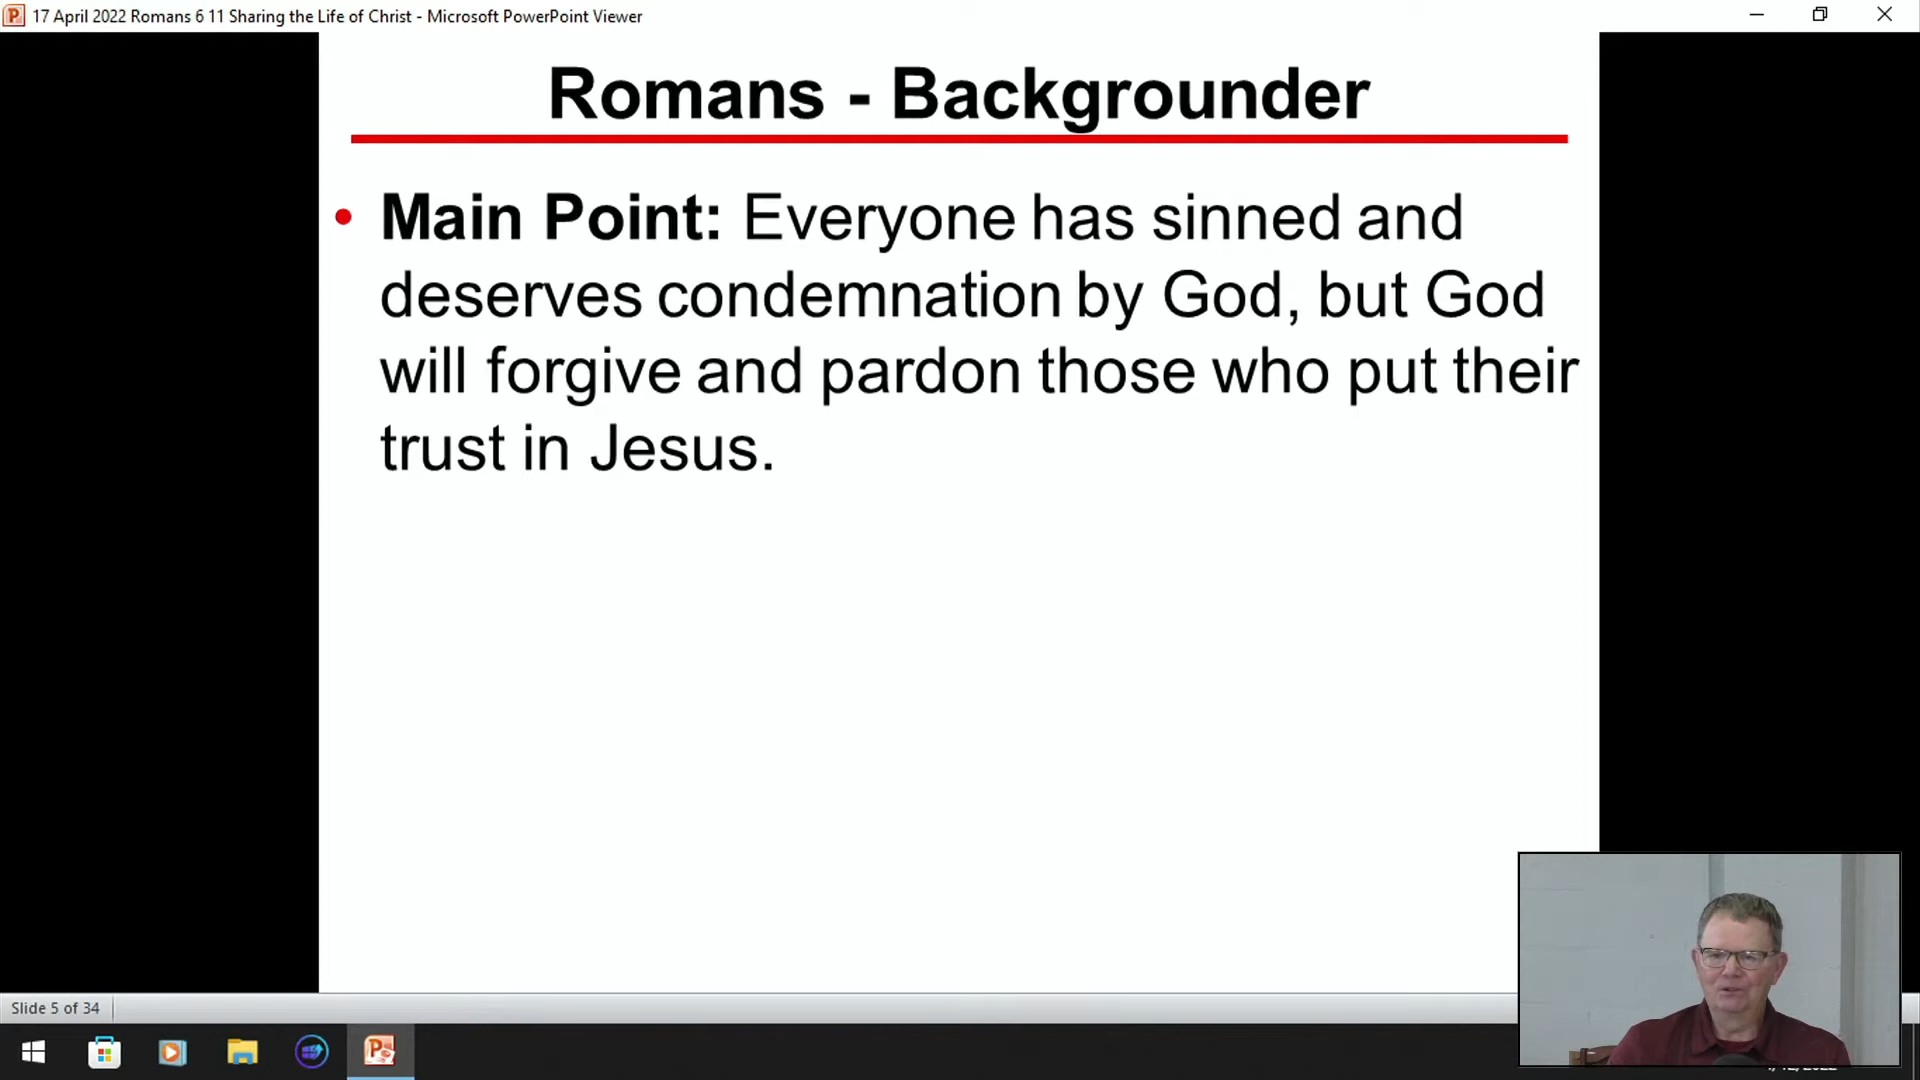 17 April 2022 Romans 6 11 Sharing the Life of Christ - Microsoft PowerPoint Viewer
Romans - Backgrounder
• Main Point: Everyone has sinned and
deserves condemnation by God, but God
will forgive and pardon those who put their
trust in Jesus.
Slide 5 of 34